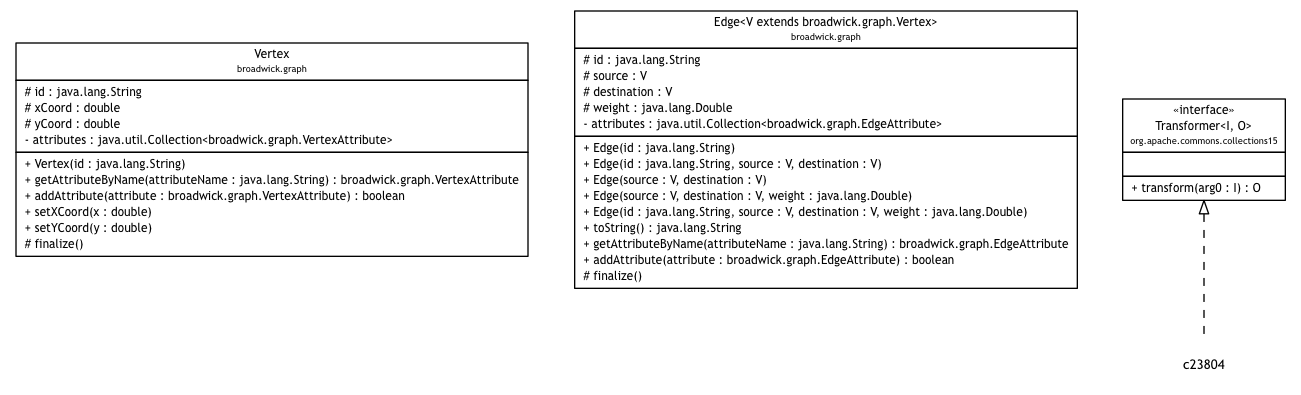 Vertex
broadwick.graph
# id : java.lang.String
# xCoord : double
# yCoord : double
- attributes : java.util.Collection<broadwick.graph.VertexAttribute>
+ Vertex(id : java.lang.String)
+ getAttributeByName(attributeName : java.lang.String) : broadwick.graph.VertexAttribute
+ addAttribute(attribute : broadwick.graph.VertexAttribute) : boolean
+ setXCoord(x : double)
+ setYCoord(y : double)
# finalize()
Edge<V extends broadwick.graph.Vertex>
broadwick.graph
# id : java.lang.String
# source : V
# destination : V
# weight : java.lang.Double
- attributes : java.util.Collection<broadwick.graph.EdgeAttribute>
+ Edge(id : java.lang.String)
+ Edge(id : java.lang.String, source : V, destination : V)
+ Edge(source : V, destination : V)
+ Edge(source : V, destination : V, weight : java.lang.Double)
+ Edge(id : java.lang.String, source : V, destination : V, weight : java.lang.Double)
+ toString() : java.lang.String
+ getAttributeByName(attributeName : java.lang.String) : broadwick.graph.EdgeAttribute
+ addAttribute(attribute : broadwick.graph.EdgeAttribute) : boolean
# finalize()
«interface»
Transformer<I, O>
org.apache.commons.collections15
+ transform(arg0 : I) : O
c23804